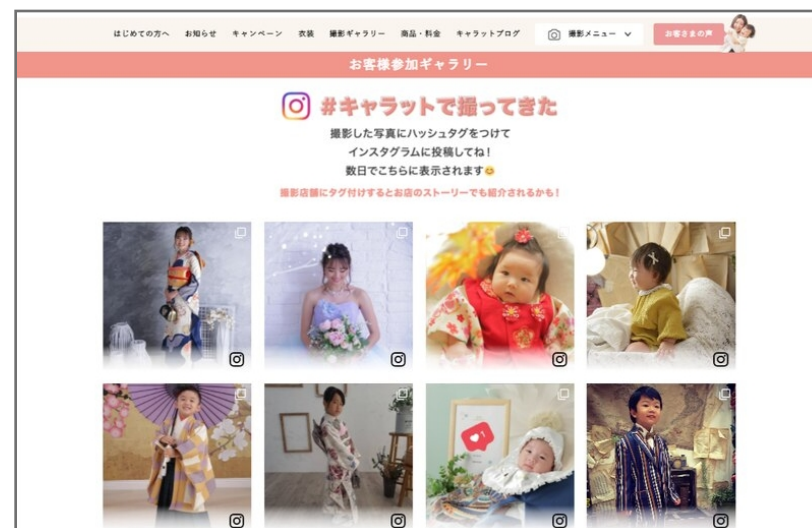 はじめての方へ お知らせ キャンペーン 衣装 撮影ギャラリー 商品・料金 キャラットブログ 撮影メニュー お客さまの声
お客様参加ギャラリー
#キャラットで撮ってきた
撮影した写真にハッシュタグをつけて
インスタグラムに投稿してね!
数日でこちらに表示されます😊
撮影店舗にタグ付けするとお店のストーリーでも紹介されるかも!
1